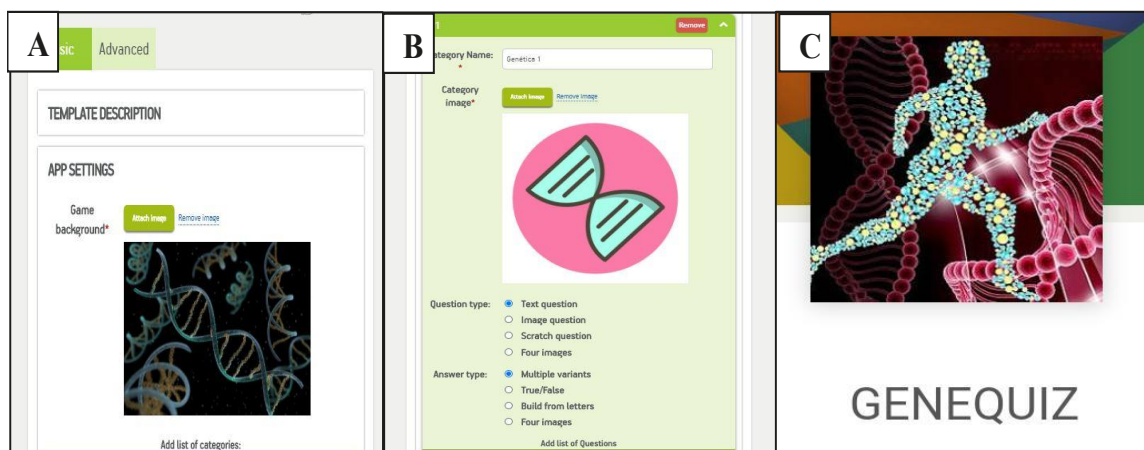 A
sic Advanced
TEMPLATE DESCRIPTION
APP SETTINGS
Game
background*
Attach image Remove image
Add list of categories:
B
1 Remove
ategory Name:
*
Genética 1
Category
image*
Attach Image Remove image
Question type:
Text question
Image question
Scratch question
Four images
Answer type:
Multiple variants
True/False
Build from letters
Four images
Add list of Questions
C
GENEQUIZ